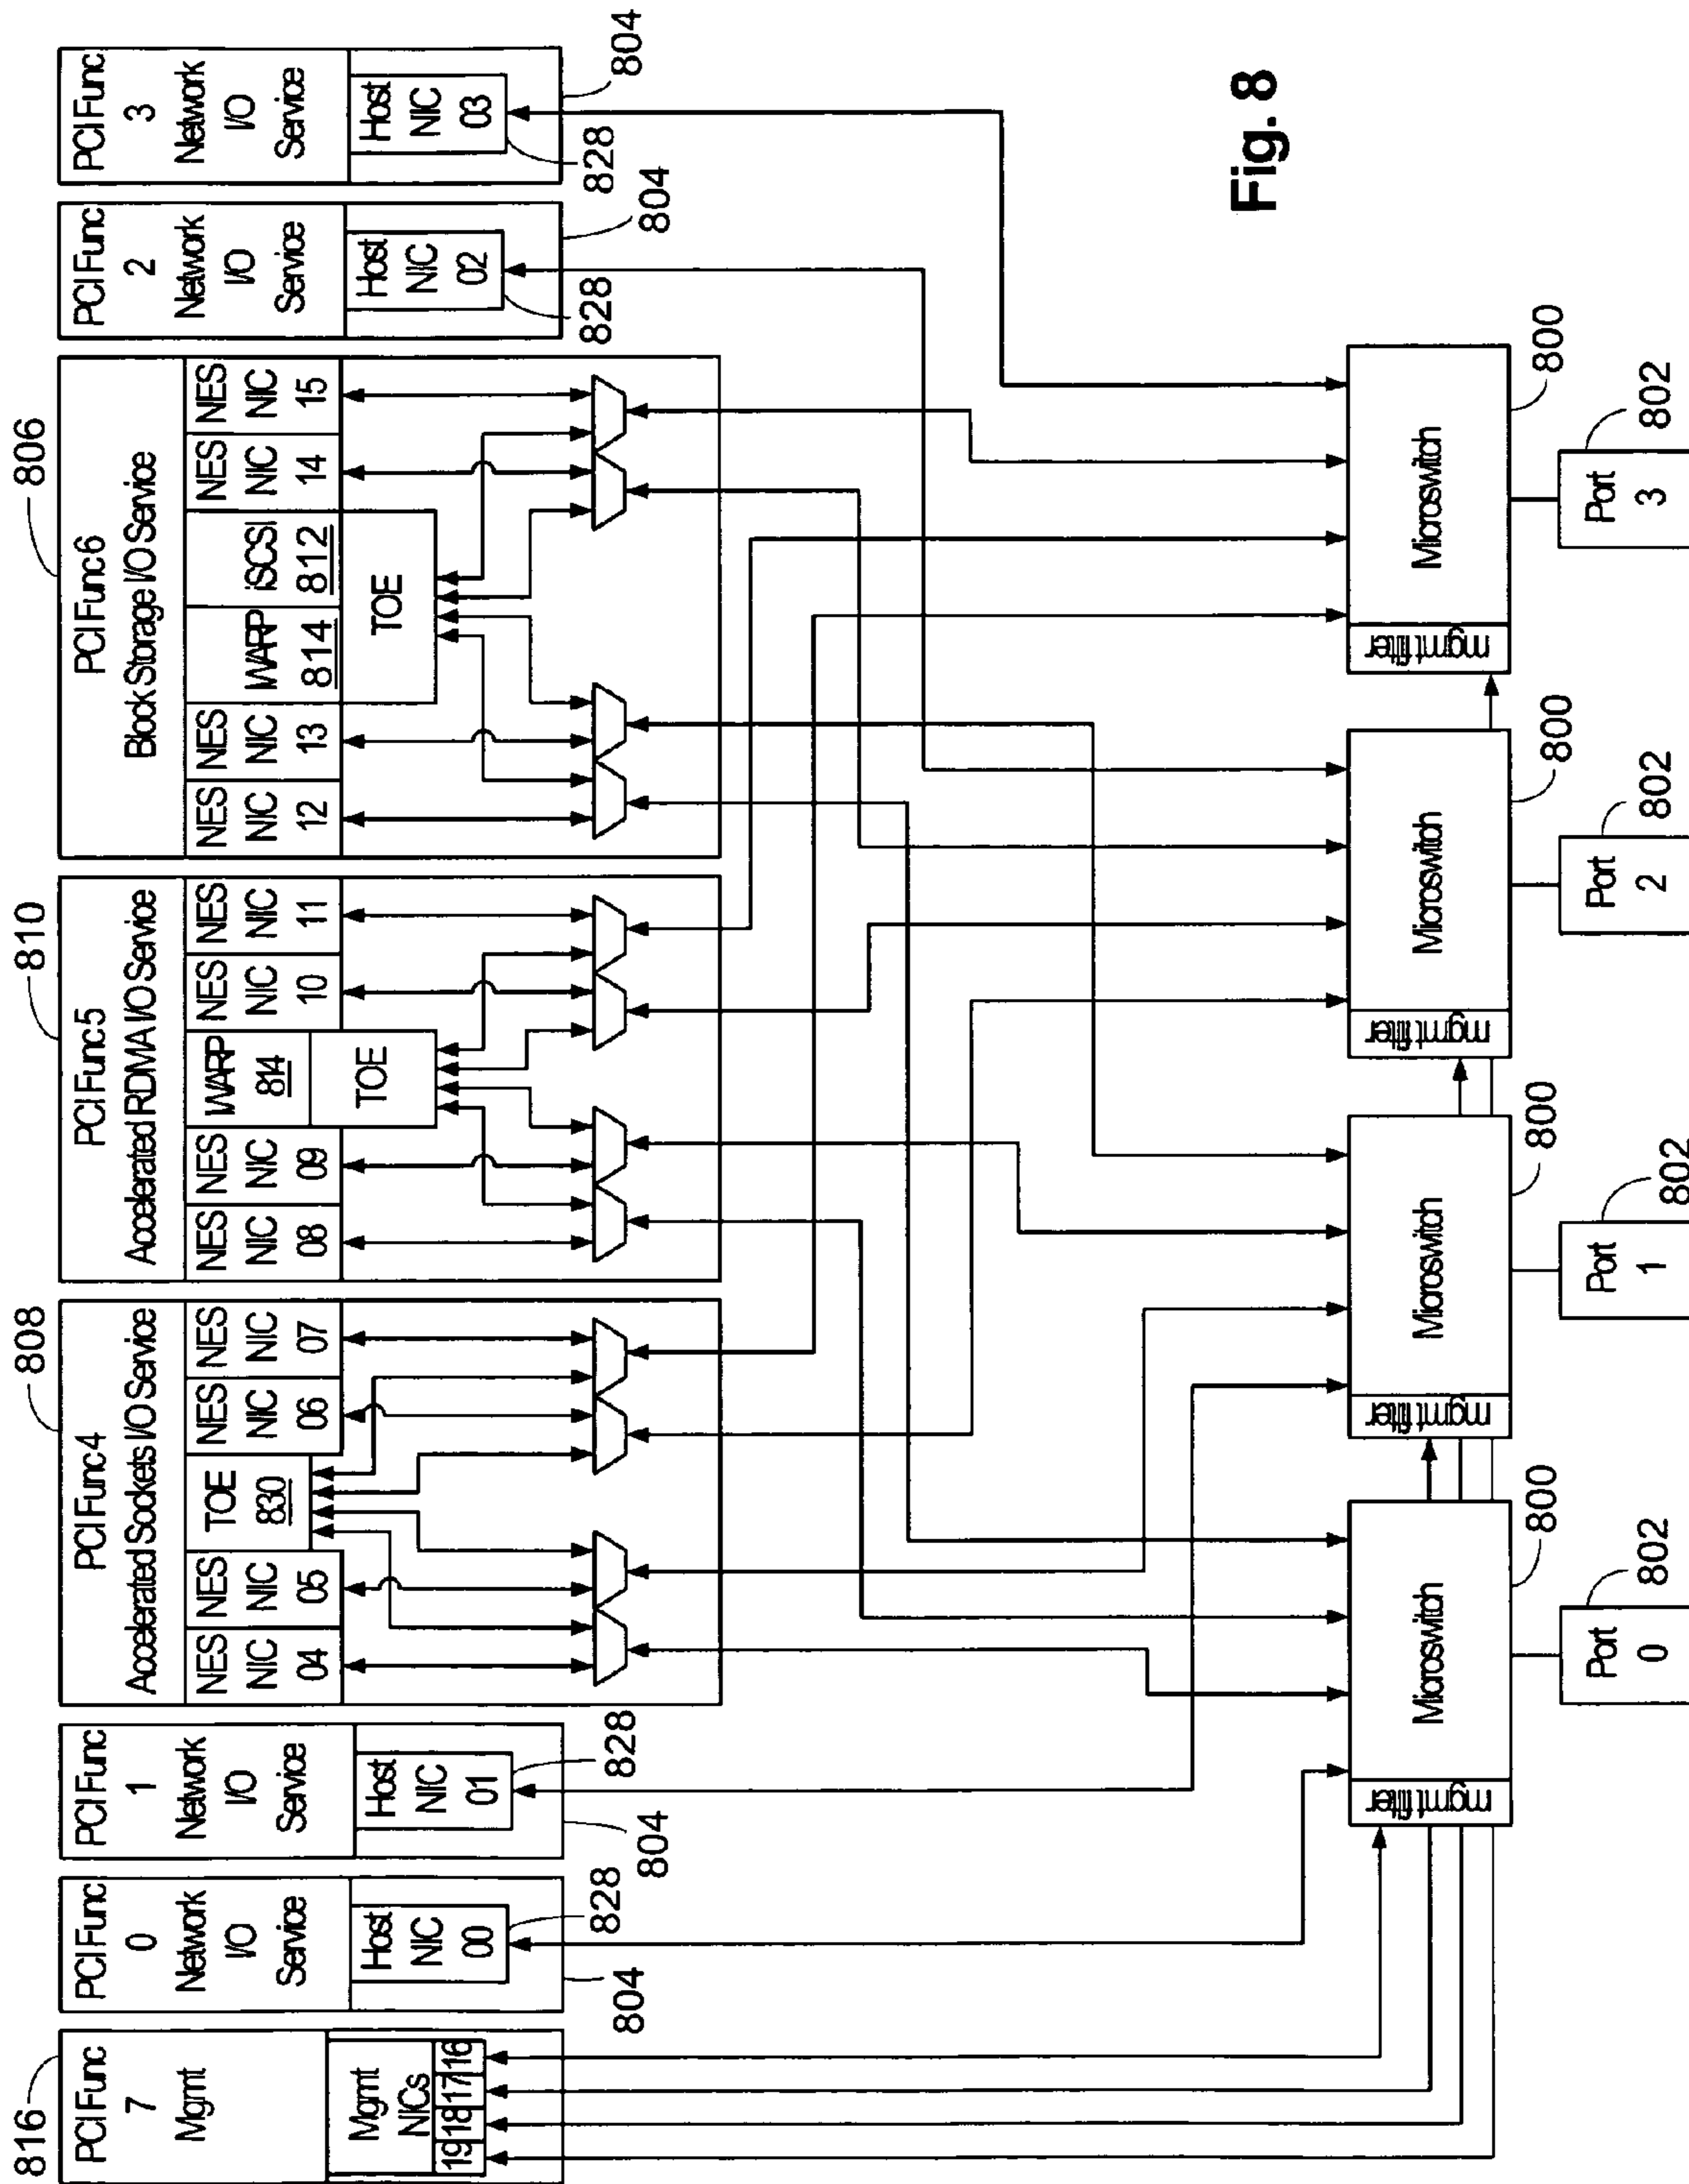 816
PCI Func
7
Mgmt
Mgmt
NICs
19 18 17 16
PCI Func
0
Network
I/O
Service
Host
NIC
00
828
804
PCI Func
1
Network
I/O
Service
Host
NIC
01
828
804
808
PCI Func 4
Accelerated Sockets I/O Service
NES
NIC
04
NES
NIC
05
TOE
830
NES
NIC
06
NES
NIC
07
810
PCI Func 5
Accelerated RDMA I/O Service
NES
NIC
08
NES
NIC
09
iWARP
814
TOE
NES
NIC
10
NES
NIC
11
806
PCI Func 6
Block Storage I/O Service
NES
NIC
12
NES
NIC
13
iWARP
814
iSCSI
812
TOE
NES
NIC
14
NES
NIC
15
PCI Func
2
Network
I/O
Service
Host
NIC
02
828
804
PCI Func
3
Network
I/O
Service
Host
NIC
03
828
804
mgmt filter
Microswitch
800
mgmt filter
Microswitch
800
mgmt filter
Microswitch
800
mgmt filter
Microswitch
800
Port
0
802
Port
1
802
Port
2
802
Port
3
802
Fig. 8